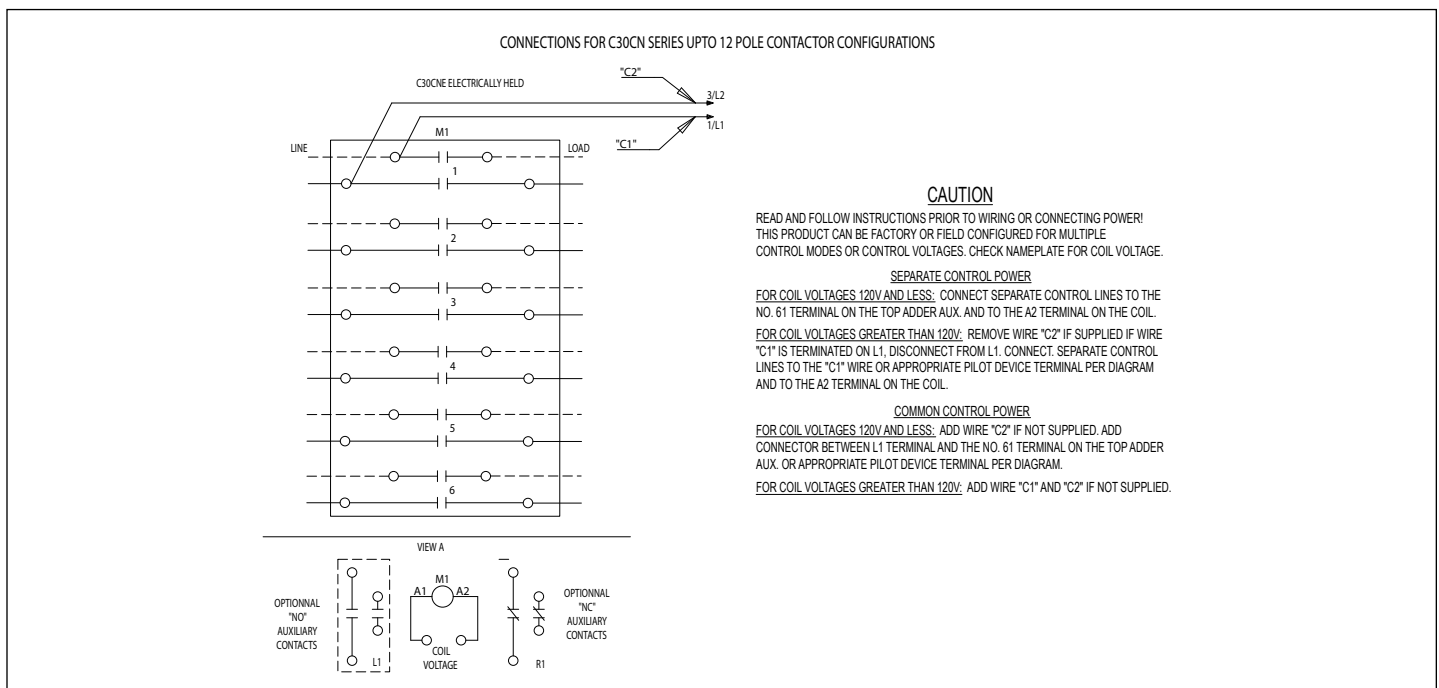 CONNECTIONS FOR C30CN SERIES UPTO 12 POLE CONTACTOR CONFIGURATIONS
C30CNE ELECTRICALLY HELD
"C2"
3/L2
1/L1
"C1"
M1
LINE
LOAD
1
2
3
4
5
6
VIEW A
OPTIONNAL
"NO"
AUXILIARY
CONTACTS
L1
M1
A1
A2
COIL
VOLTAGE
R1
OPTIONNAL
"NC"
AUXILIARY
CONTACTS
CAUTION
READ AND FOLLOW INSTRUCTIONS PRIOR TO WIRING OR CONNECTING POWER!
THIS PRODUCT CAN BE FACTORY OR FIELD CONFIGURED FOR MULTIPLE
CONTROL MODES OR CONTROL VOLTAGES. CHECK NAMEPLATE FOR COIL VOLTAGE.
SEPARATE CONTROL POWER
FOR COIL VOLTAGES 120V AND LESS: CONNECT SEPARATE CONTROL LINES TO THE
NO. 61 TERMINAL ON THE TOP ADDER AUX. AND TO THE A2 TERMINAL ON THE COIL.
FOR COIL VOLTAGES GREATER THAN 120V: REMOVE WIRE "C2" IF SUPPLIED IF WIRE
"C1" IS TERMINATED ON L1, DISCONNECT FROM L1. CONNECT. SEPARATE CONTROL
LINES TO THE "C1" WIRE OR APPROPRIATE PILOT DEVICE TERMINAL PER DIAGRAM
AND TO THE A2 TERMINAL ON THE COIL.
COMMON CONTROL POWER
FOR COIL VOLTAGES 120V AND LESS: ADD WIRE "C2" IF NOT SUPPLIED. ADD
CONNECTOR BETWEEN L1 TERMINAL AND THE NO. 61 TERMINAL ON THE TOP ADDER
AUX. OR APPROPRIATE PILOT DEVICE TERMINAL PER DIAGRAM.
FOR COIL VOLTAGES GREATER THAN 120V: ADD WIRE "C1" AND "C2" IF NOT SUPPLIED.